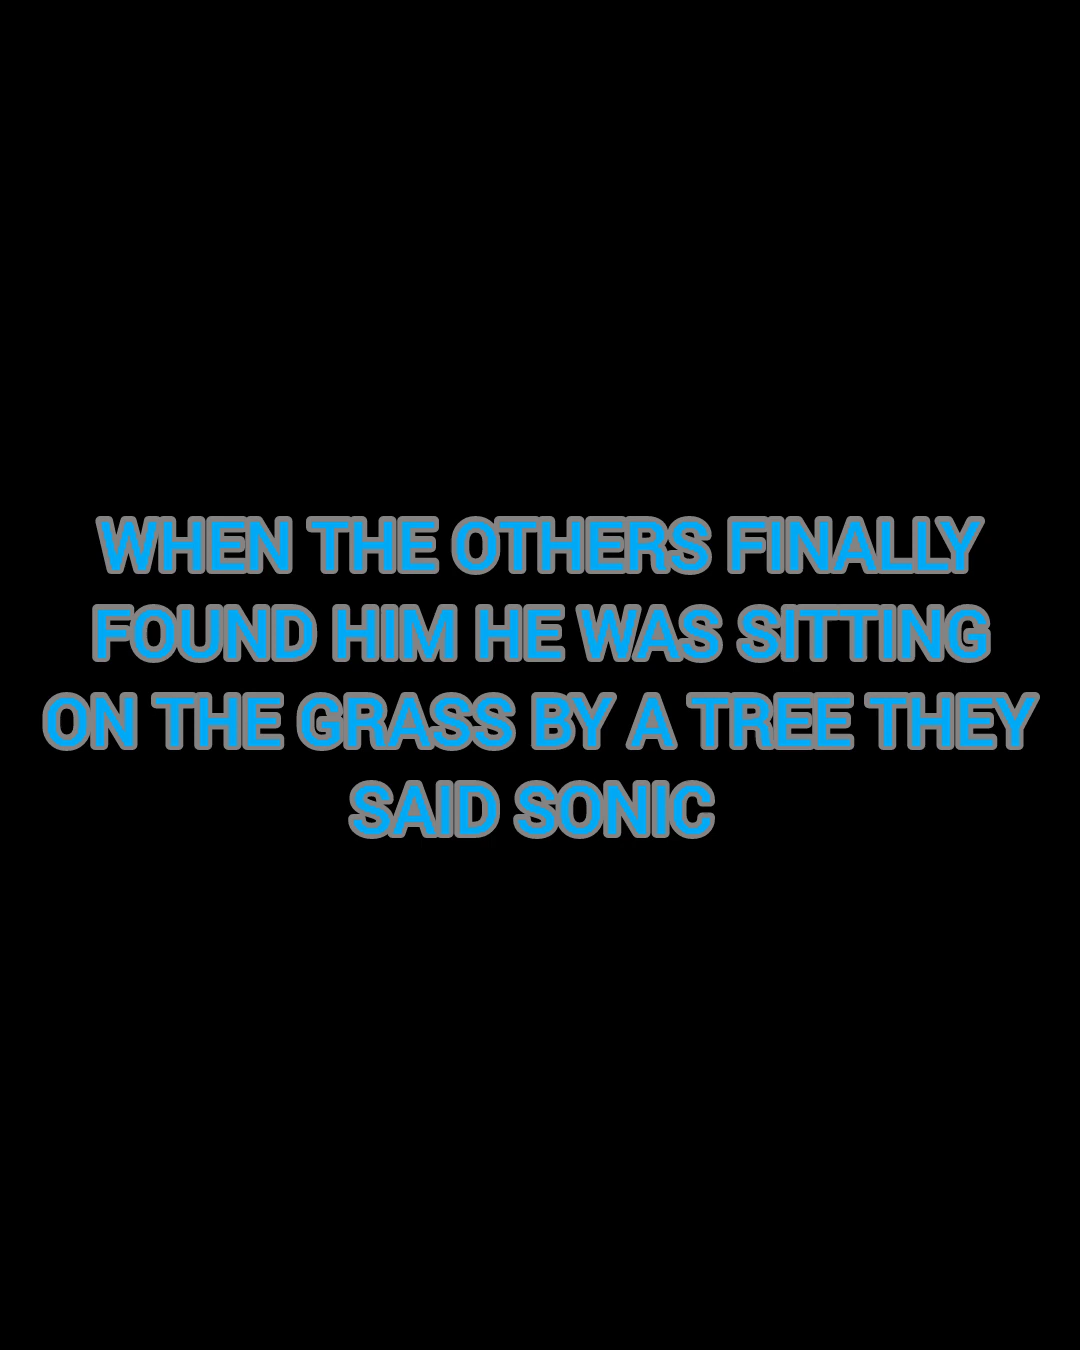 WHEN THE OTHERS FINALLY
FOUND HIM HE WAS SITTING
ON THE GRASS BY A TREE THEY
SAID SONIC